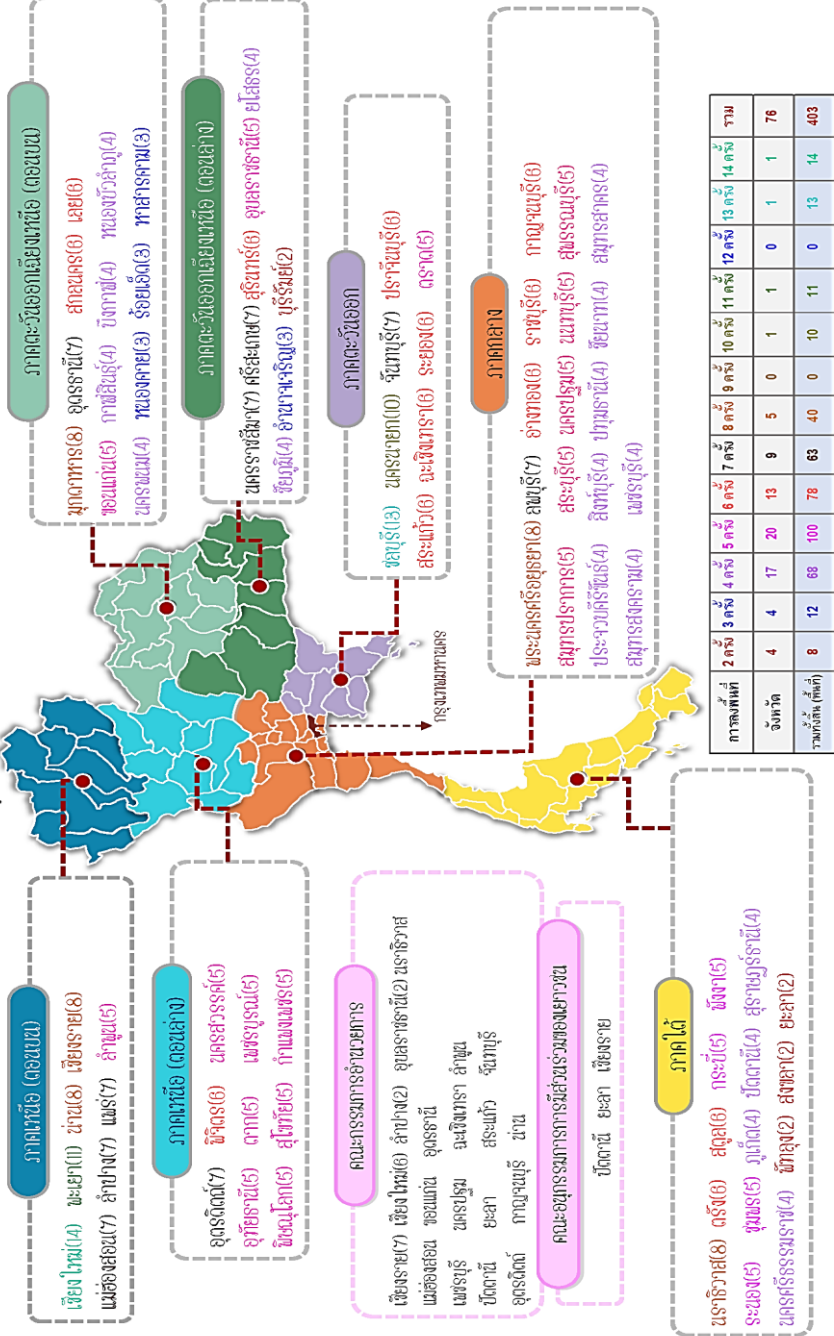 ภาคเหนือ (ตอนบน)
เชียงใหม่(14) พะเยา(11) น่าน(8) เชียงราย(8)
แม่ฮ่องสอน(7) ลำปาง(7) แพร่(7) ลำพูน(5)
ภาคเหนือ (ตอนล่าง)
อุตรดิตถ์(7) พิจิตร(6) นครสวรรค์(5)
อุทัยธานี(5) ตาก(5) เพชรบูรณ์(5)
พิษณุโลก(5) สุโขทัย(5) กำแพงเพชร(5)
คณะกรรมการอำนวยการ
เชียงราย(7) เชียงใหม่(6) ลำปาง(2) อุบลราชธานี(2) นราธิวาส
แม่ฮ่องสอน ขอนแก่น อุดรธานี
เพชรบุรี นครปฐม ฉะเชิงเทรา ลำพูน
ปัตตานี ยะลา สระแก้ว จันทบุรี
อุตรดิตถ์ กาญจนบุรี น่าน
คณะอนุกรรมการการมีส่วนร่วมของเยาวชน
ปัตตานี ยะลา เชียงราย
ภาคใต้
นราธิวาส(8) ตรัง(6) สตูล(6) กระบี่(5) พังงา(5)
ระนอง(5) ชุมพร(5) ภูเก็ต(4) ปัตตานี(4) สุราษฎร์ธานี(4)
นครศรีธรรมราช(4) พัทลุง(2) สงขลา(2) ยะลา(2)
กรุงเทพมหานคร
ภาคตะวันออกเฉียงเหนือ (ตอนบน)
มุกดาหาร(8) อุดรธานี(7) สกลนคร(6) เลย(6)
ขอนแก่น(5) กาฬสินธุ์(4) บึงกาฬ(4) หนองบัวลำภู(4)
นครพนม(4) หนองคาย(3) ร้อยเอ็ด(3) มหาสารคาม(3)
ภาคตะวันออกเฉียงเหนือ (ตอนล่าง)
นครราชสีมา(7) ศรีสะเกษ(7) สุรินทร์(6) อุบลราชธานี(5) ยโสธร(4)
ชัยภูมิ(4) อำนาจเจริญ(3) บุรีรัมย์(2)
ภาคตะวันออก
ชลบุรี(13) นครนายก(10) จันทบุรี(7) ปราจีนบุรี(6)
สระแก้ว(6) ฉะเชิงเทรา(6) ระยอง(6) ตราด(5)
ภาคกลาง
พระนครศรีอยุธยา(8) ลพบุรี(7) อ่างทอง(6) ราชบุรี(6) กาญจนบุรี(6)
สมุทรปราการ(5) สระบุรี(5) นครปฐม(5) นนทบุรี(5) สุพรรณบุรี(5)
ประจวบคีรีขันธ์(4) สิงห์บุรี(4) ปทุมธานี(4) ชัยนาท(4) สมุทรสาคร(4)
สมุทรสงคราม(4) เพชรบุรี(4)
การลงพื้นที่ 2 ครั้ง 3 ครั้ง 4 ครั้ง 5 ครั้ง 6 ครั้ง 7 ครั้ง 8 ครั้ง 9 ครั้ง 10 ครั้ง 11 ครั้ง 12 ครั้ง 13 ครั้ง 14 ครั้ง รวม
จังหวัด 4 4 17 20 13 9 5 0 1 1 0 1 1 76
รวมทั้งสิ้น (พื้นที่) 8 12 68 100 78 63 40 0 10 11 0 13 14 403